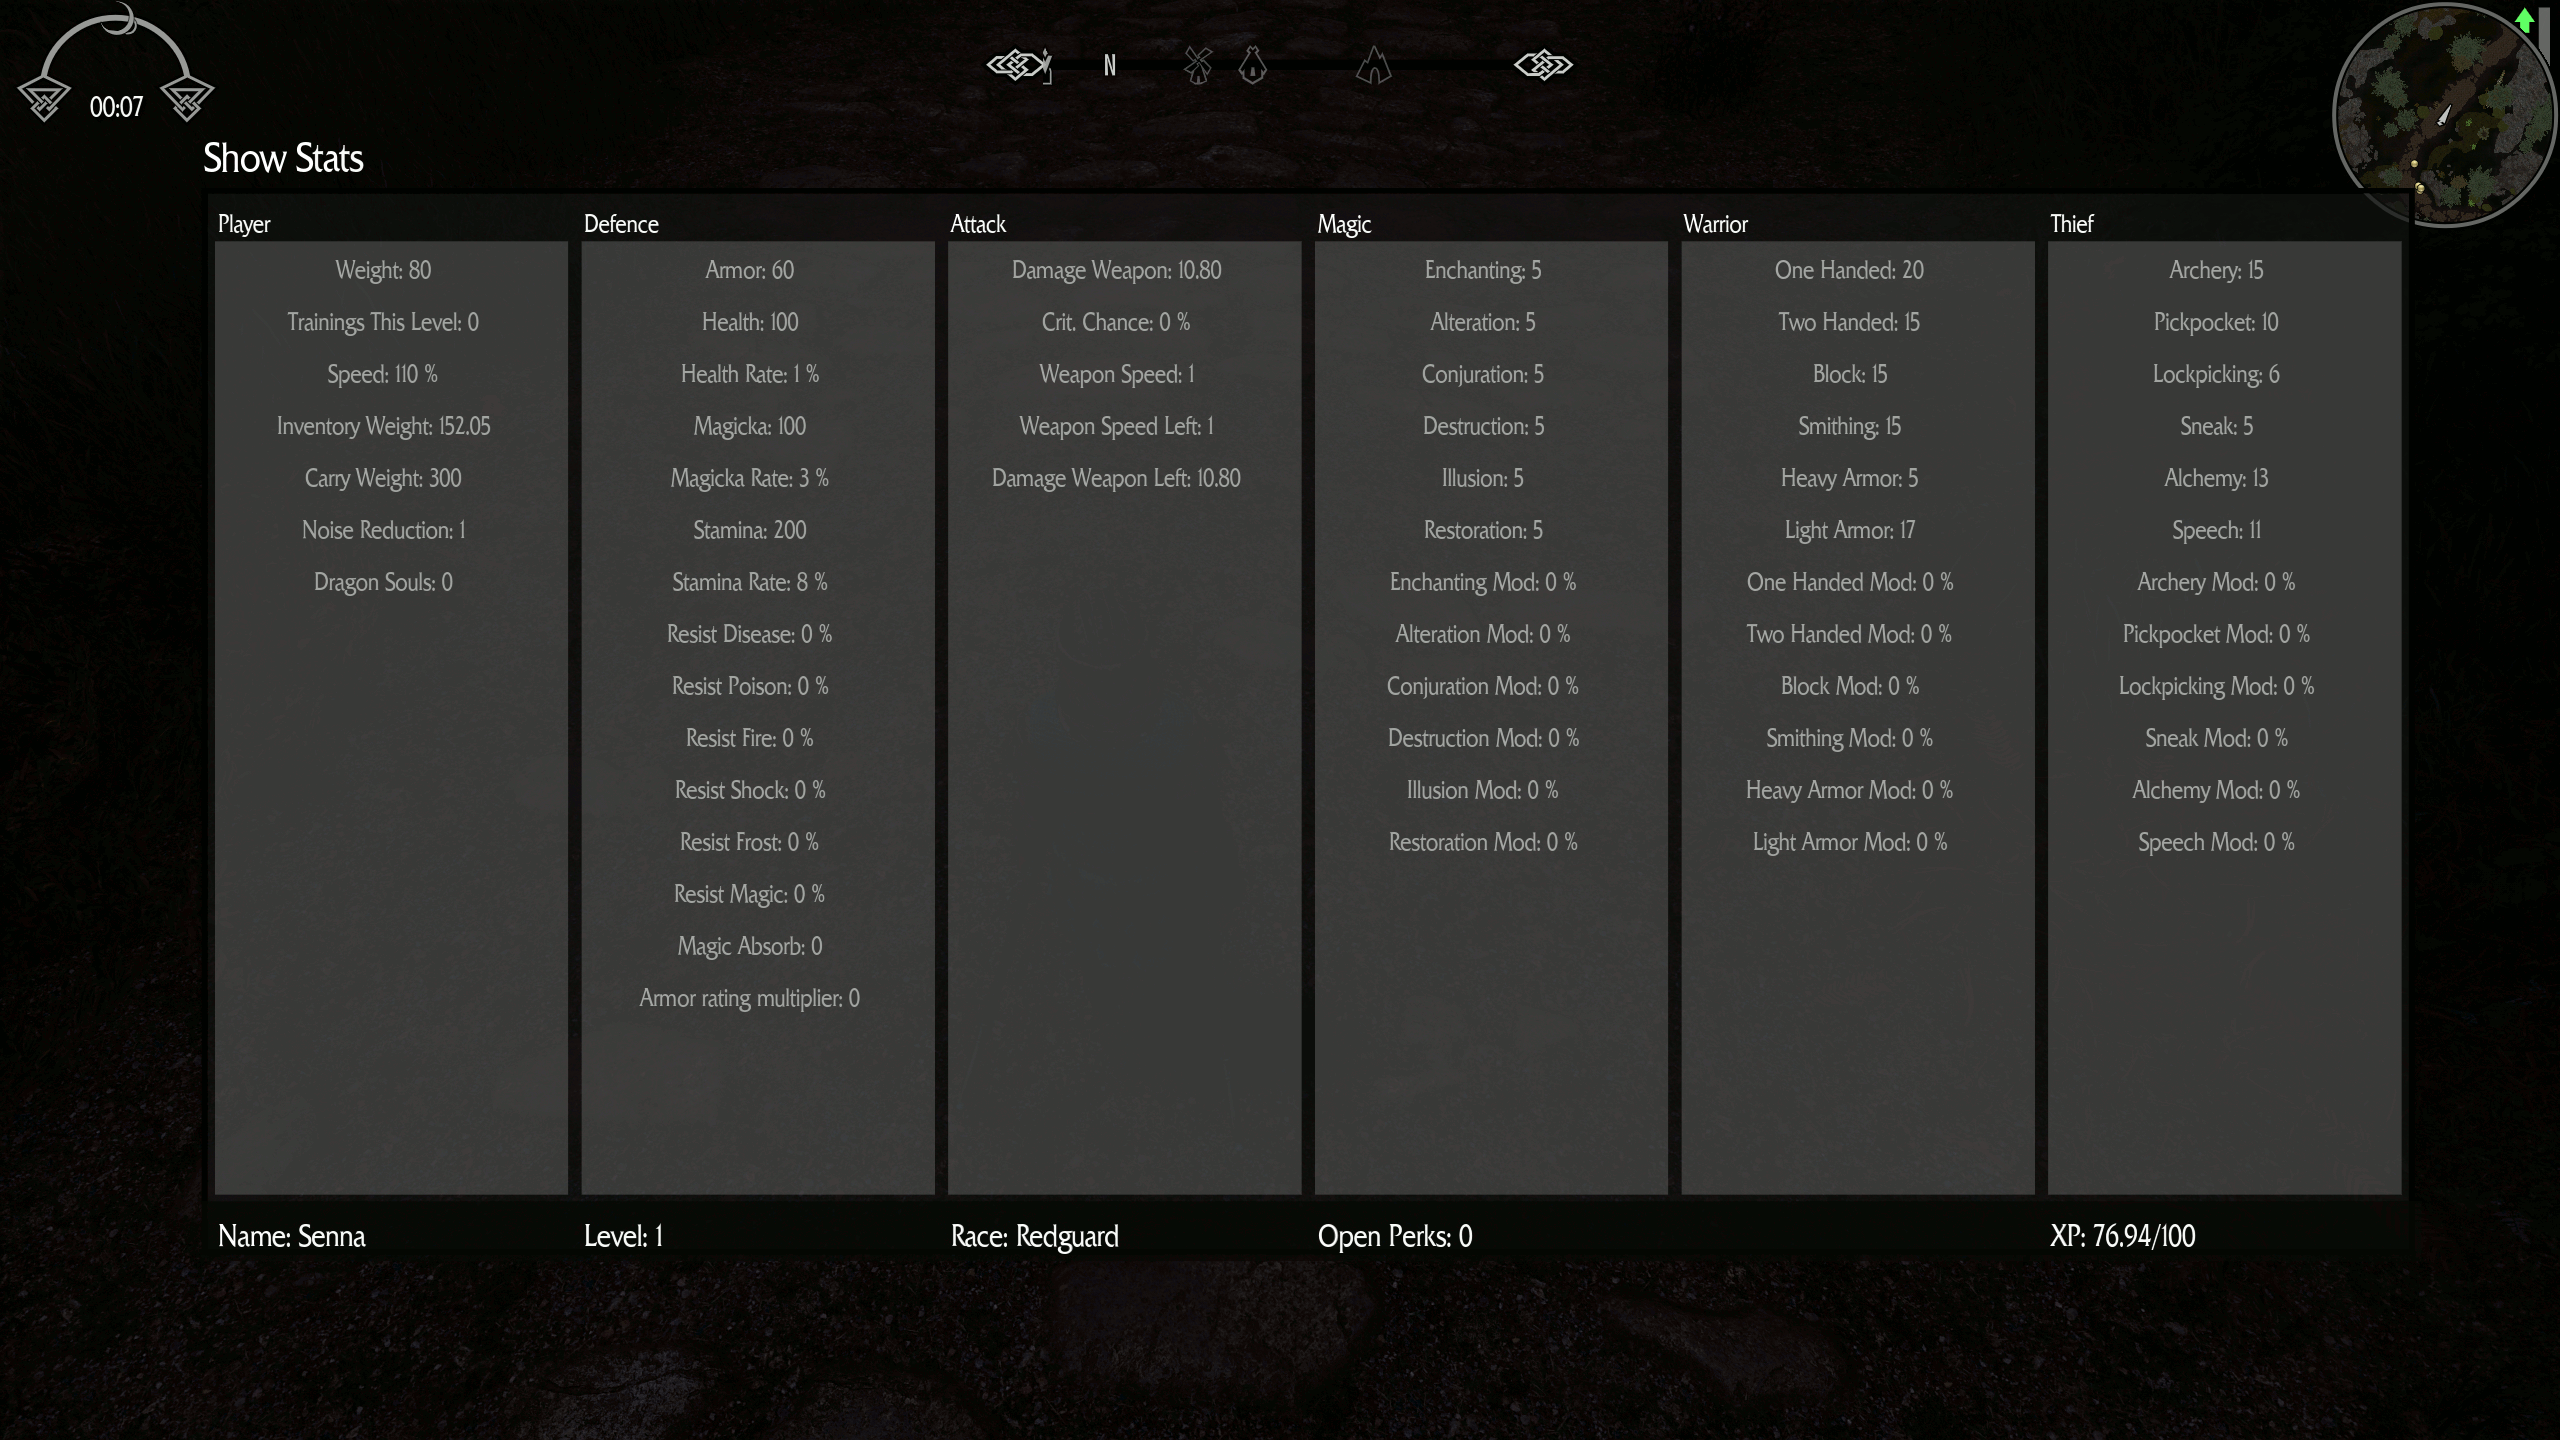 00:07
N
Show Stats
Player
Weight: 80
Trainings This Level: 0
Speed: 110 %
Inventory Weight: 152.05
Carry Weight: 300
Noise Reduction: 1
Dragon Souls: 0
Defence
Armor: 60
Health: 100
Health Rate: 1 %
Magicka: 100
Magicka Rate: 3 %
Stamina: 200
Stamina Rate: 8 %
Resist Disease: 0 %
Resist Poison: 0 %
Resist Fire: 0 %
Resist Shock: 0 %
Resist Frost: 0 %
Resist Magic: 0 %
Magic Absorb: 0
Armor rating multiplier: 0
Attack
Damage Weapon: 10.80
Crit. Chance: 0 %
Weapon Speed: 1
Weapon Speed Left: 1
Damage Weapon Left: 10.80
Magic
Enchanting: 5
Alteration: 5
Conjuration: 5
Destruction: 5
Illusion: 5
Restoration: 5
Enchanting Mod: 0 %
Alteration Mod: 0 %
Conjuration Mod: 0 %
Destruction Mod: 0 %
Illusion Mod: 0 %
Restoration Mod: 0 %
Warrior
One Handed: 20
Two Handed: 15
Block: 15
Smithing: 15
Heavy Armor: 5
Light Armor: 17
One Handed Mod: 0 %
Two Handed Mod: 0 %
Block Mod: 0 %
Smithing Mod: 0 %
Heavy Armor Mod: 0 %
Light Armor Mod: 0 %
Thief
Archery: 15
Pickpocket: 10
Lockpicking: 6
Sneak: 5
Alchemy: 13
Speech: 11
Archery Mod: 0 %
Pickpocket Mod: 0 %
Lockpicking Mod: 0 %
Sneak Mod: 0 %
Alchemy Mod: 0 %
Speech Mod: 0 %
Name: Senna
Level: 1
Race: Redguard
Open Perks: 0
XP: 76.94/100